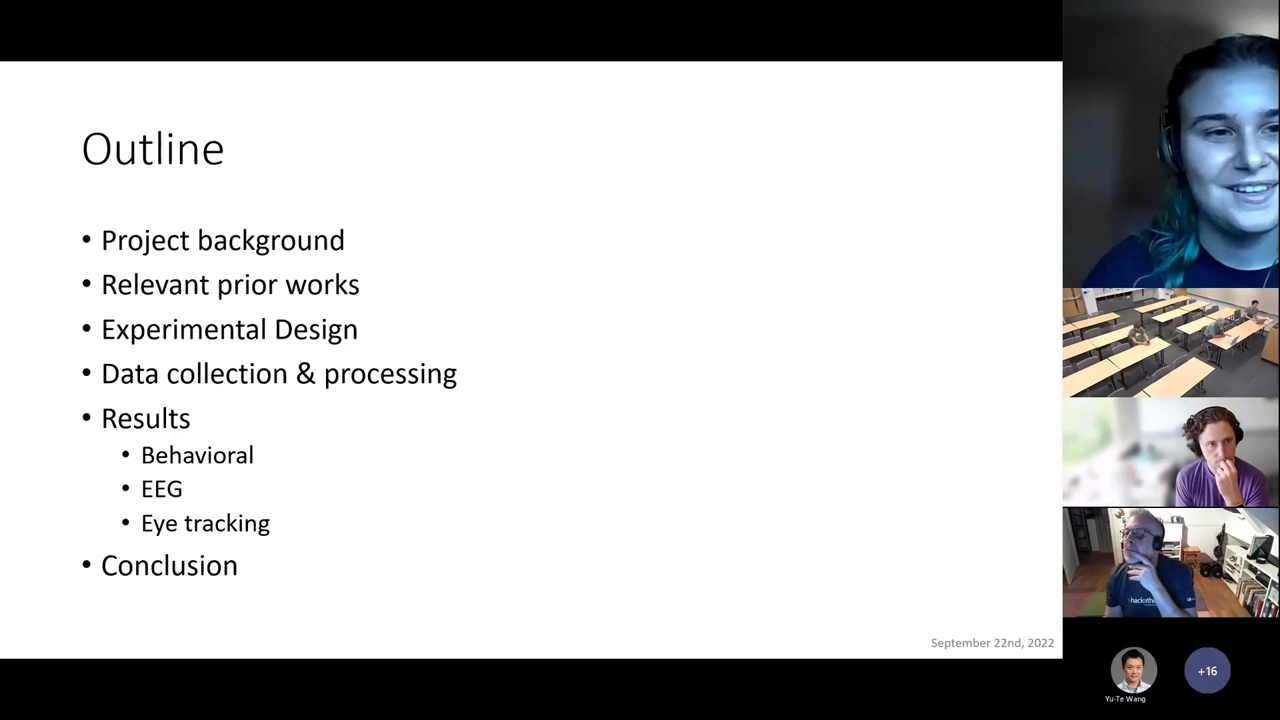 Outline
• Project background
• Relevant prior works
• Experimental Design
• Data collection & processing
• Results
• Behavioral
• EEG
• Eye tracking
• Conclusion
September 22nd, 2022
Yu-Te Wang
+16